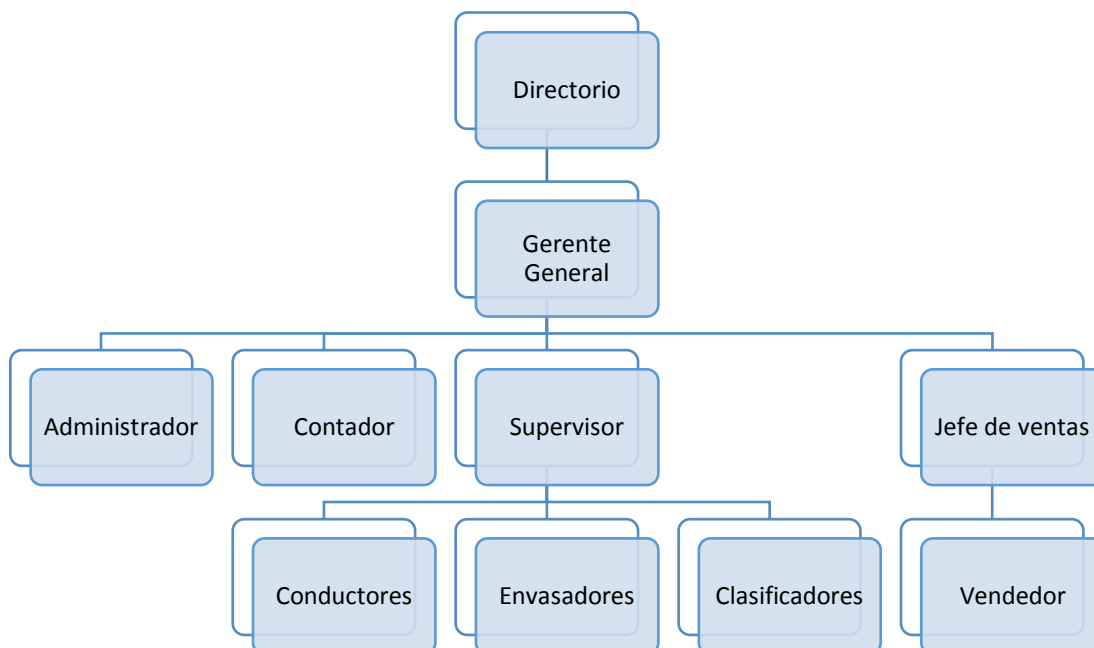 Directorio
Gerente
General
Administrador
Contador
Supervisor
Jefe de ventas
Conductores
Envasadores
Clasificadores
Vendedor